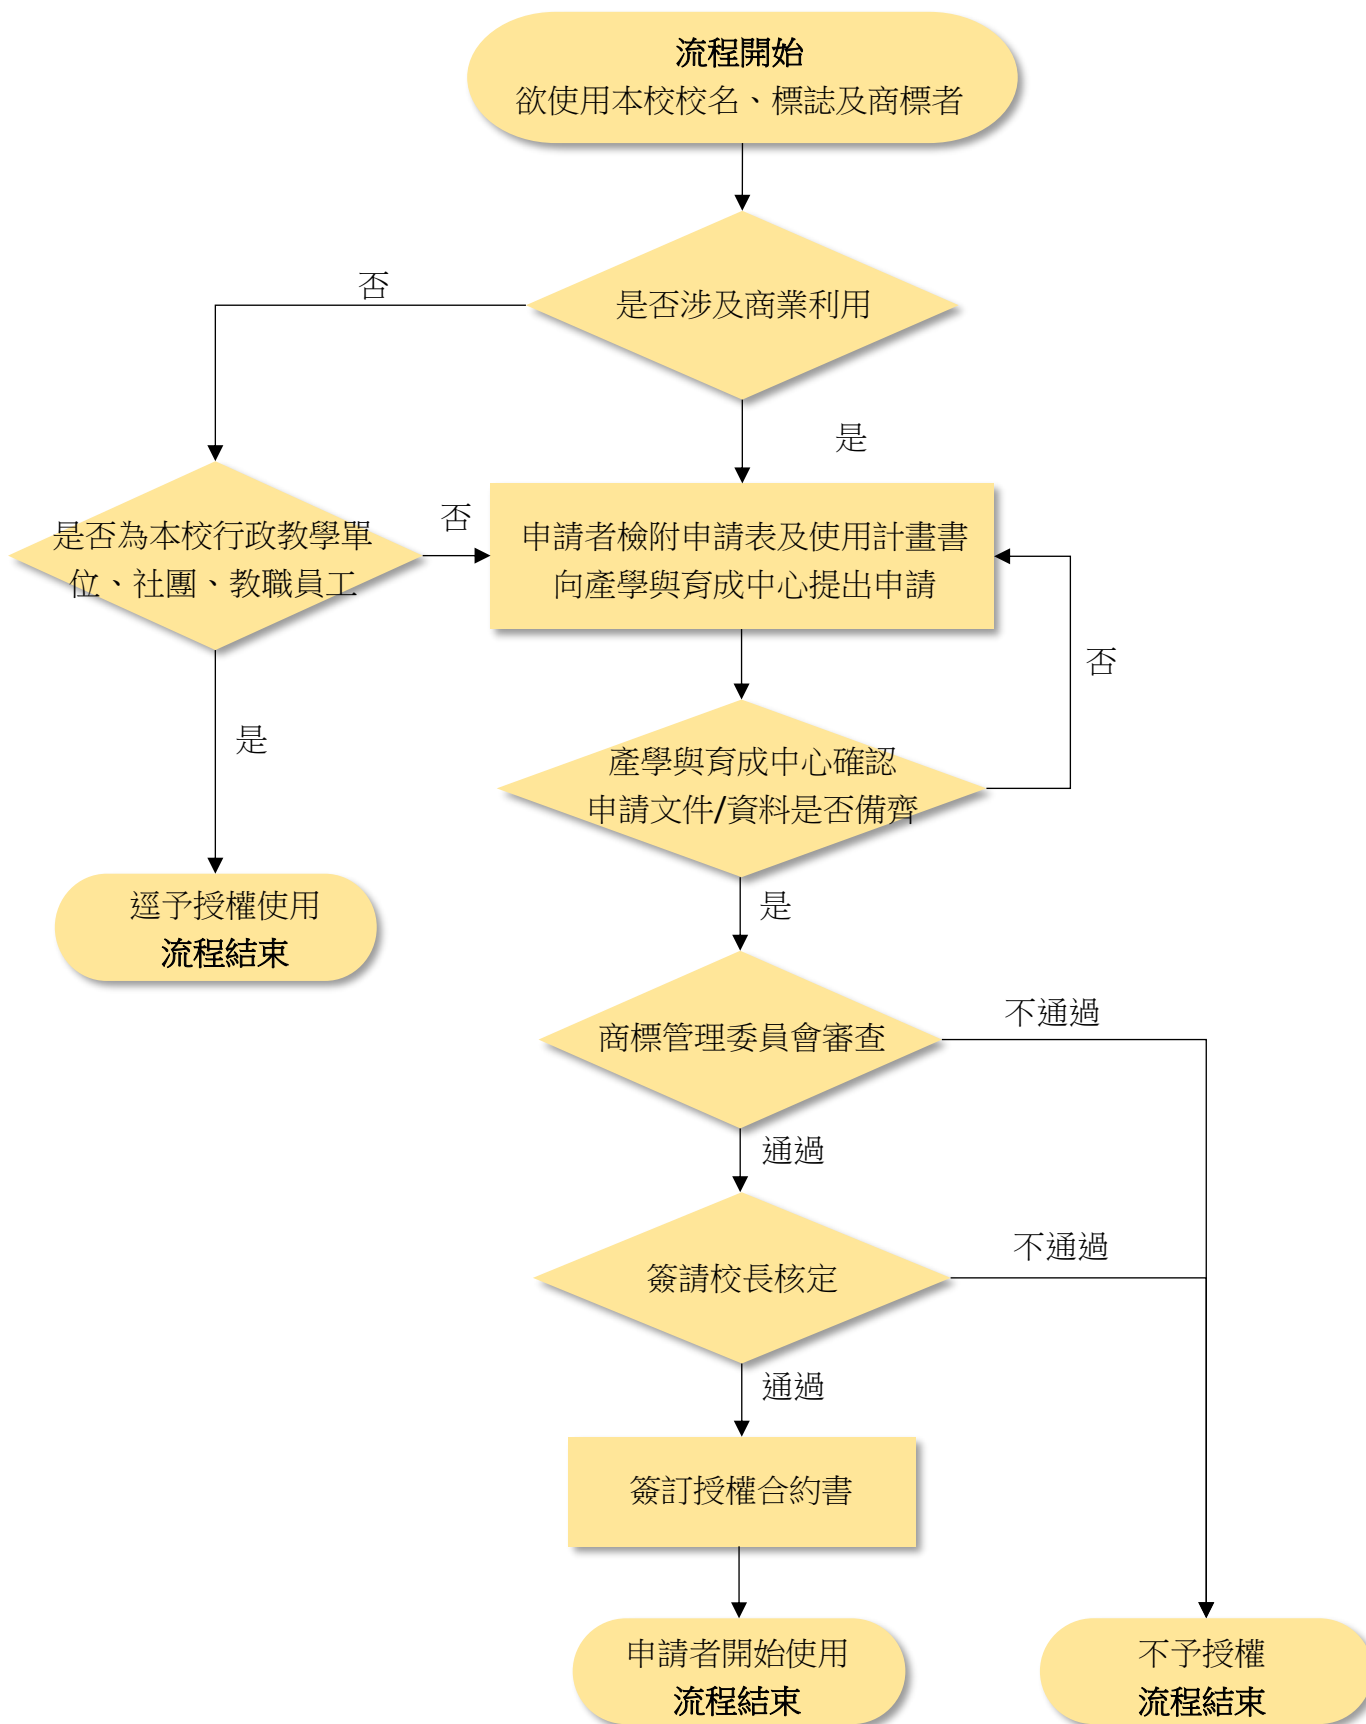 流程開始
欲使用本校校名、標誌及商標者
否
是否涉及商業利用
是
是否為本校行政教學單
位、社團、教職員工
否
申請者檢附申請表及使用計畫書
向產學與育成中心提出申請
否
是
產學與育成中心確認
申請文件/資料是否備齊
是
逕予授權使用
流程結束
商標管理委員會審查
不通過
通過
簽請校長核定
不通過
通過
簽訂授權合約書
申請者開始使用
流程結束
不予授權
流程結束